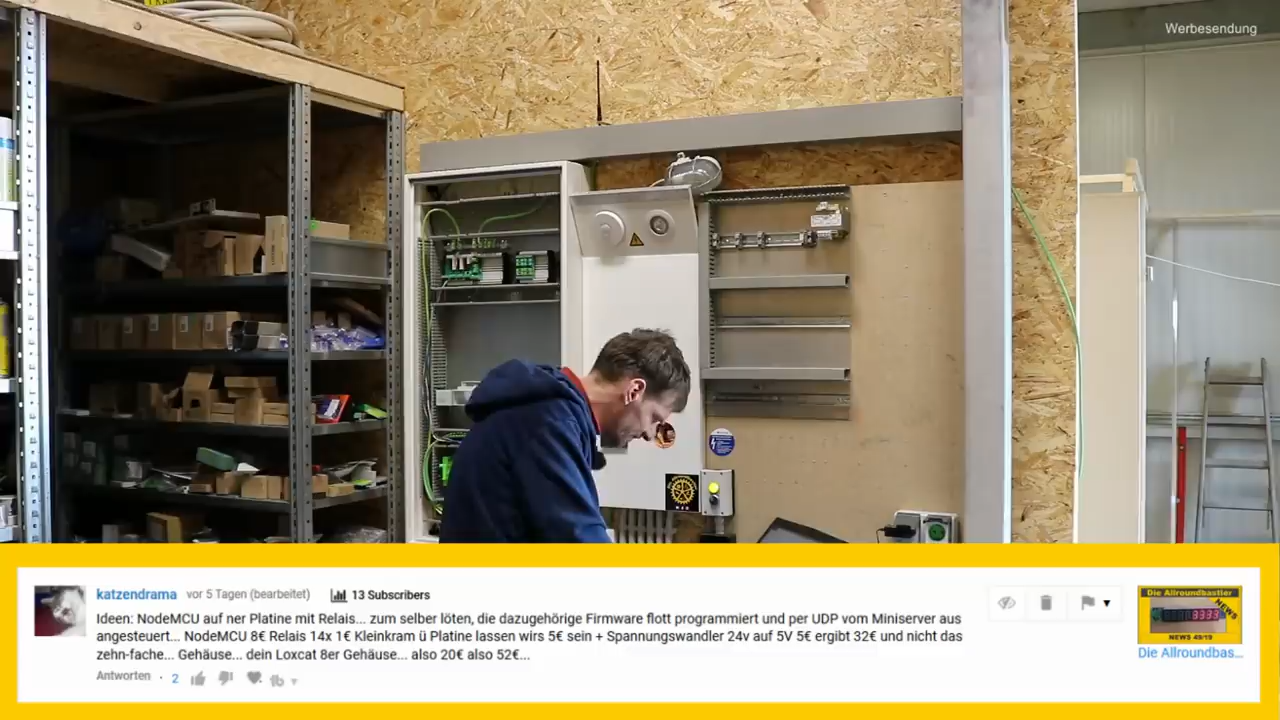 Werbesendung
katzendrama vor 5 Tagen (bearbeitet) 13 Subscribers
Ideen: NodeMCU auf ner Platine mit Relais... zum selber löten, die dazugehörige Firmware flott programmiert und per UDP vom Miniserver aus
angesteuert... NodeMCU 8€ Relais 14x 1€ Kleinkram ü Platine lassen wirs 5€ sein + Spannungswandler 24v auf 5V 5€ ergibt 32€ und nicht das
zehn-fache... Gehäuse... dein Loxcat 8er Gehäuse... also 20€ also 52€...
Antworten · 2
Die Allroundbastler
NEWS
NEWS 49/19
Die Allroundbas...